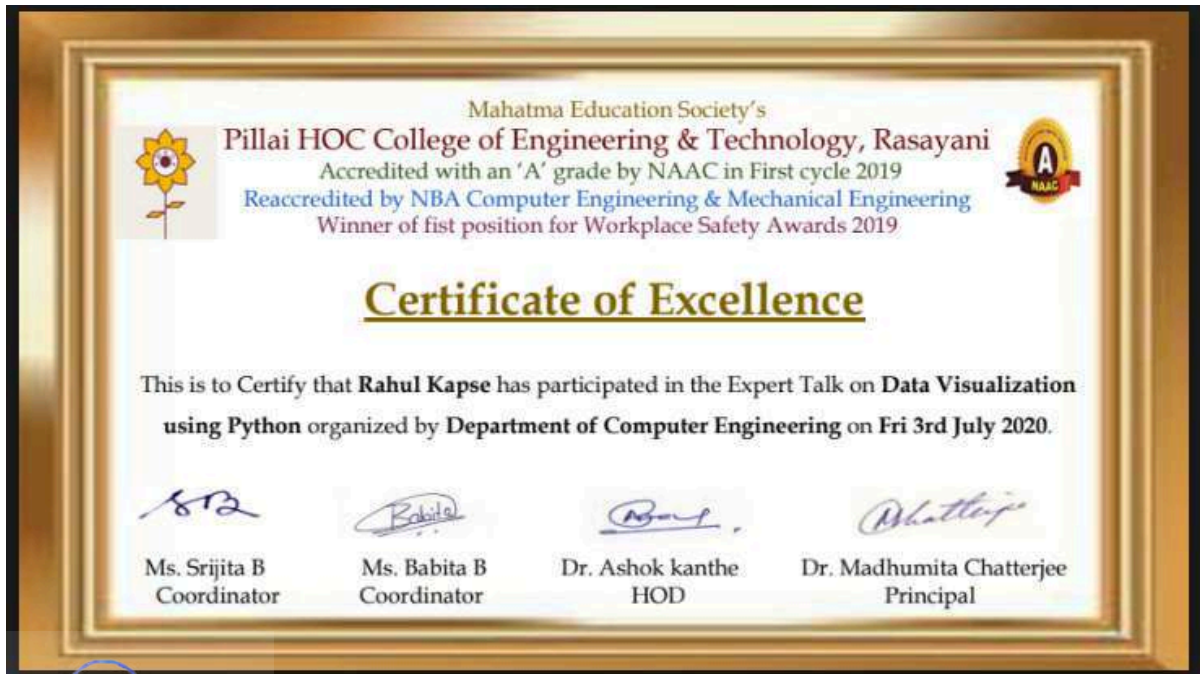 Mahatma Education Society's
Pillai HOC College of Engineering & Technology, Rasayani
Accredited with an 'A' grade by NAAC in First cycle 2019
Reaccredited by NBA Computer Engineering & Mechanical Engineering
Winner of fist position for Workplace Safety Awards 2019
A
NAAC
Certificate of Excellence
This is to Certify that Rahul Kapse has participated in the Expert Talk on Data Visualization
using Python organized by Department of Computer Engineering on Fri 3rd July 2020.
SB
Babita
Ms. Srijita B
Coordinator
Ms. Babita B
Coordinator
Dr. Ashok kanthe
HOD
Dr. Madhumita Chatterjee
Principal